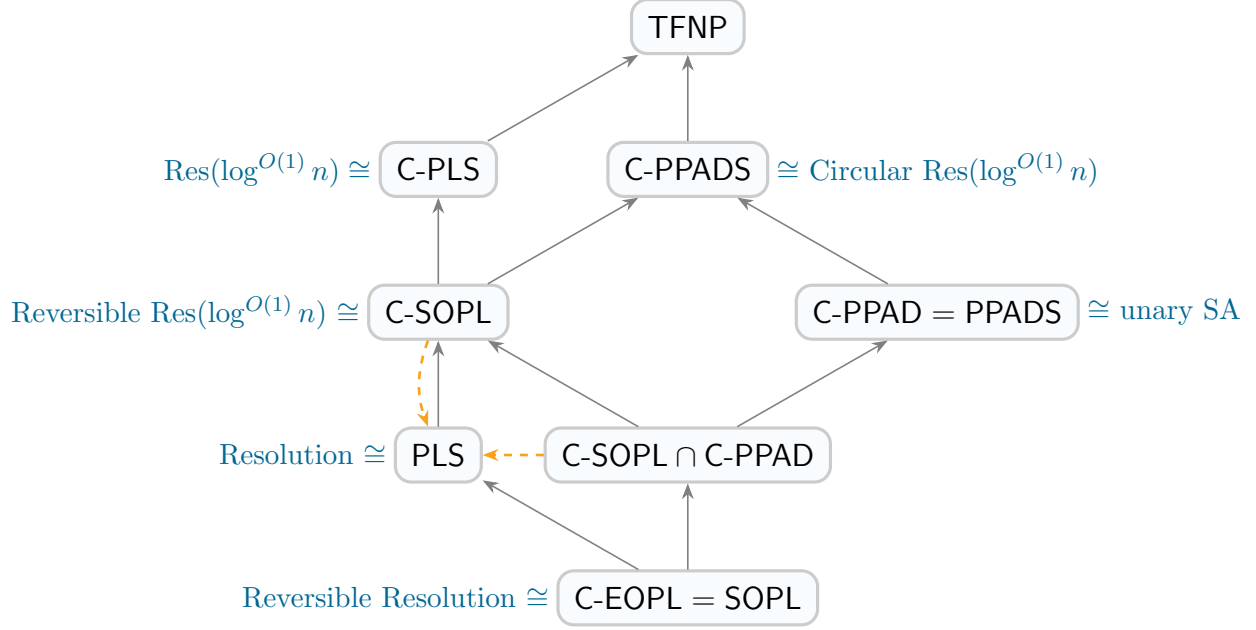 TFNP
Res(log^{O(1)} n) ≅ C-PLS
C-PPADS ≅ Circular Res(log^{O(1)} n)
Reversible Res(log^{O(1)} n) ≅ C-SOPL
C-PPAD = PPADS ≅ unary SA
Resolution ≅ PLS
C-SOPL ∩ C-PPAD
Reversible Resolution ≅ C-EOPL = SOPL